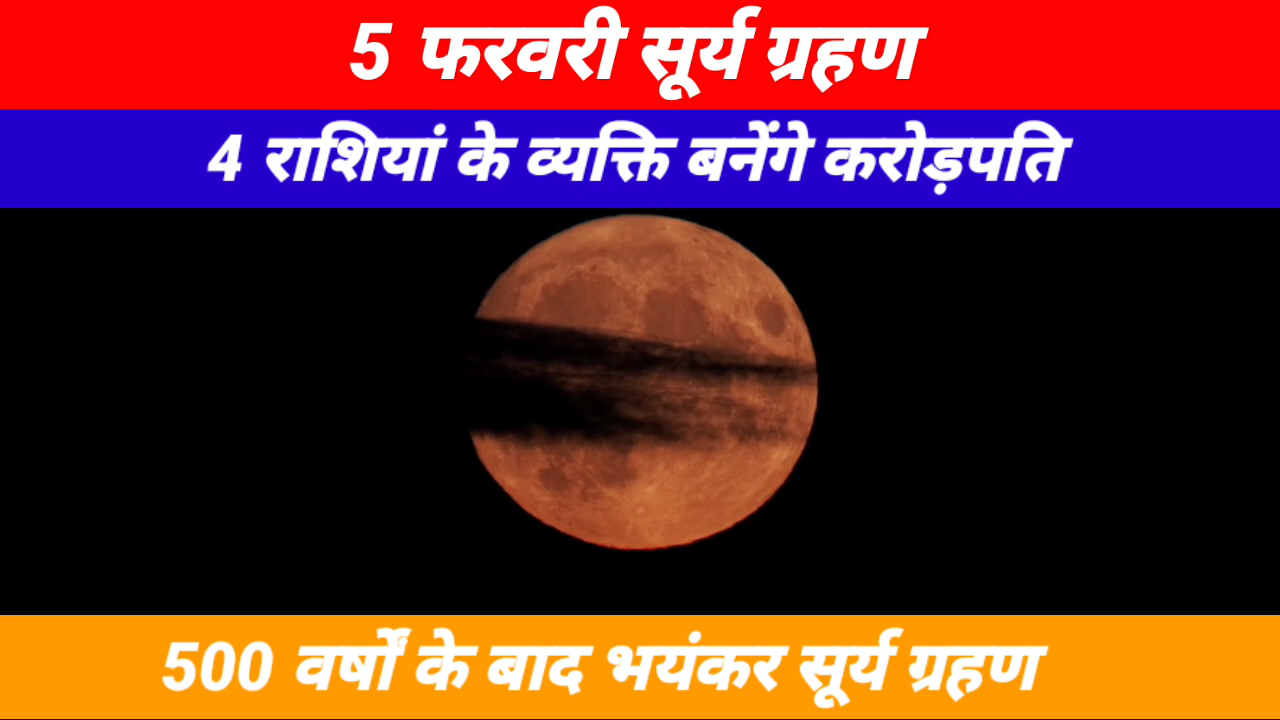 5 फरवरी सूर्य ग्रहण
4 राशियां के व्यक्ति बनेंगे करोड़पति
500 वर्षों के बाद भयंकर सूर्य ग्रहण